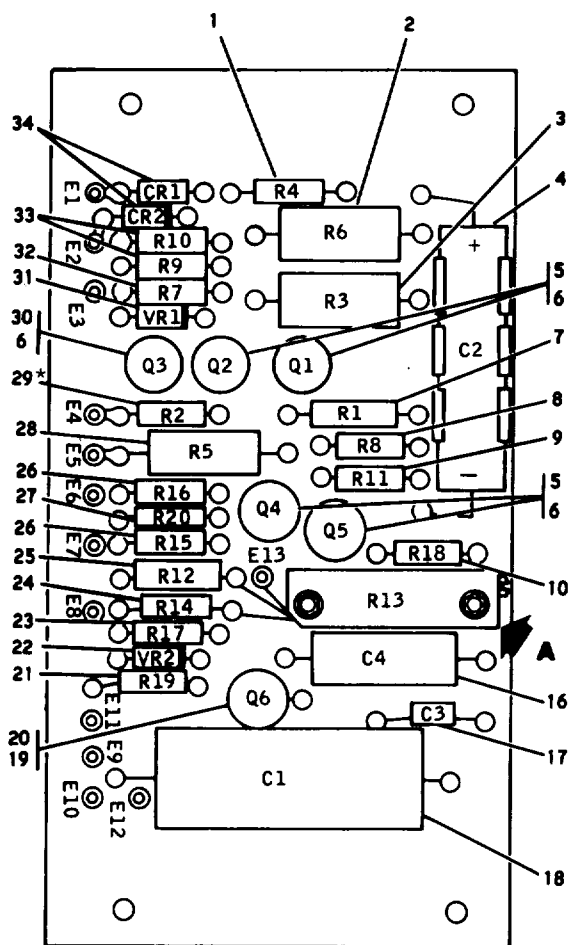 1
2
34
3
4
E1
CR1
R4
CR2
R6
+
33
E2
R10
32
R9
31
R7
R3
5
6
E3
VR1
30
6
Q3
Q2
Q1
C2
7
29*
E4
R2
R1
8
28
E5
R5
R8
9
R11
−
26
E6
R16
27
R20
Q4
5
6
26
E7
R15
Q5
25
E13
R18
10
R12
24
E8
R14
R13
23
R17
A
22
VR2
C4
16
21
R19
E11
Q6
C3
17
20
19
E9
E10
E12
C1
18